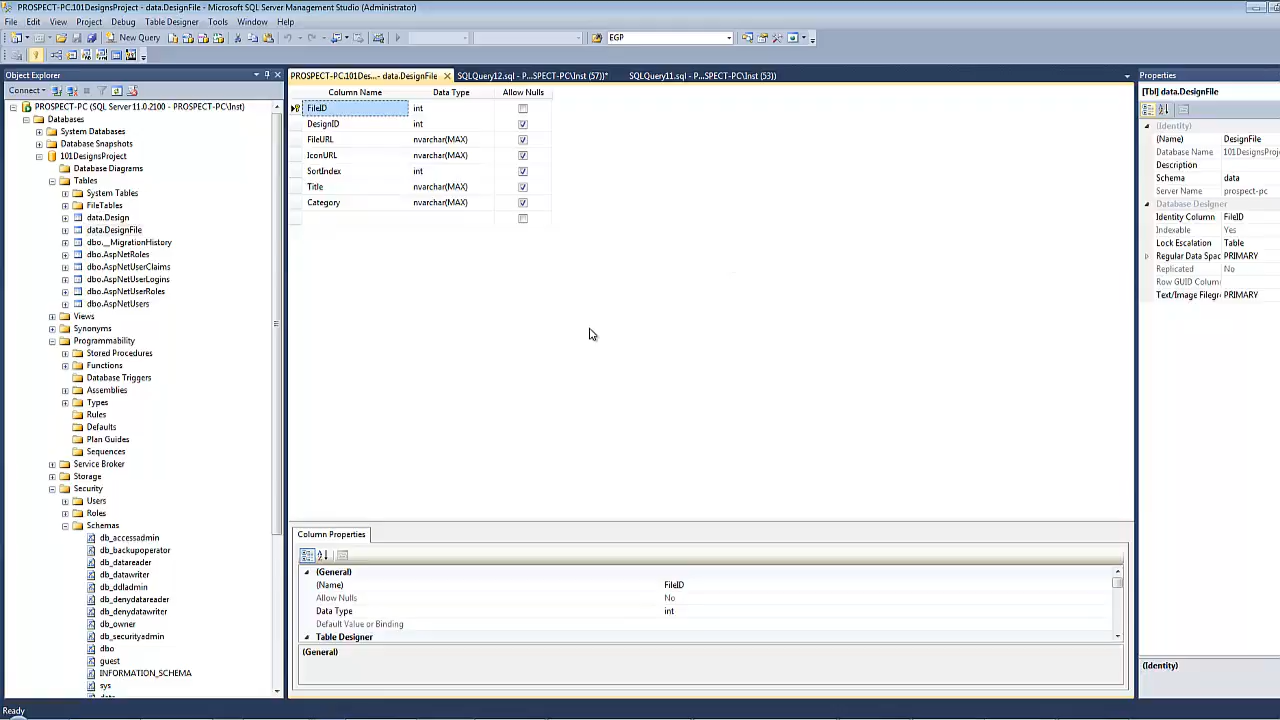 PROSPECT-PC.101DesignsProject - data.DesignFile - Microsoft SQL Server Management Studio (Administrator)
File Edit View Project Debug Table Designer Tools Window Help
New Query EGP
Object Explorer
Connect
PROSPECT-PC (SQL Server 11.0.2100 - PROSPECT-PC\Inst)
Databases
System Databases
Database Snapshots
101DesignsProject
Database Diagrams
Tables
System Tables
FileTables
data.Design
data.DesignFile
dbo.__MigrationHistory
dbo.AspNetRoles
dbo.AspNetUserClaims
dbo.AspNetUserLogins
dbo.AspNetUserRoles
dbo.AspNetUsers
Views
Synonyms
Programmability
Stored Procedures
Functions
Database Triggers
Assemblies
Types
Rules
Defaults
Plan Guides
Sequences
Service Broker
Storage
Security
Users
Roles
Schemas
db_accessadmin
db_backupoperator
db_datareader
db_datawriter
db_ddladmin
db_denydatareader
db_denydatawriter
db_owner
db_securityadmin
dbo
guest
INFORMATION_SCHEMA
sys
PROSPECT-PC.101Des...- data.DesignFile SQLQuery12.sql - P...SPECT-PC\Inst (57))* SQLQuery11.sql - P...SPECT-PC\Inst (53))
Column Name Data Type Allow Nulls
FileID int
DesignID int
FileURL nvarchar(MAX)
IconURL nvarchar(MAX)
SortIndex int
Title nvarchar(MAX)
Category nvarchar(MAX)
Column Properties
(General)
(Name) FileID
Allow Nulls No
Data Type int
Default Value or Binding
Table Designer
(General)
Properties
[Tbl] data.DesignFile
(Identity)
(Name) DesignFile
Database Name 101DesignsProj
Description
Schema data
Server Name prospect-pc
Database Designer
Identity Column FileID
Indexable Yes
Lock Escalation Table
Regular Data Spac PRIMARY
Replicated No
Row GUID Column
Text/Image Filegr PRIMARY
(Identity)
Ready